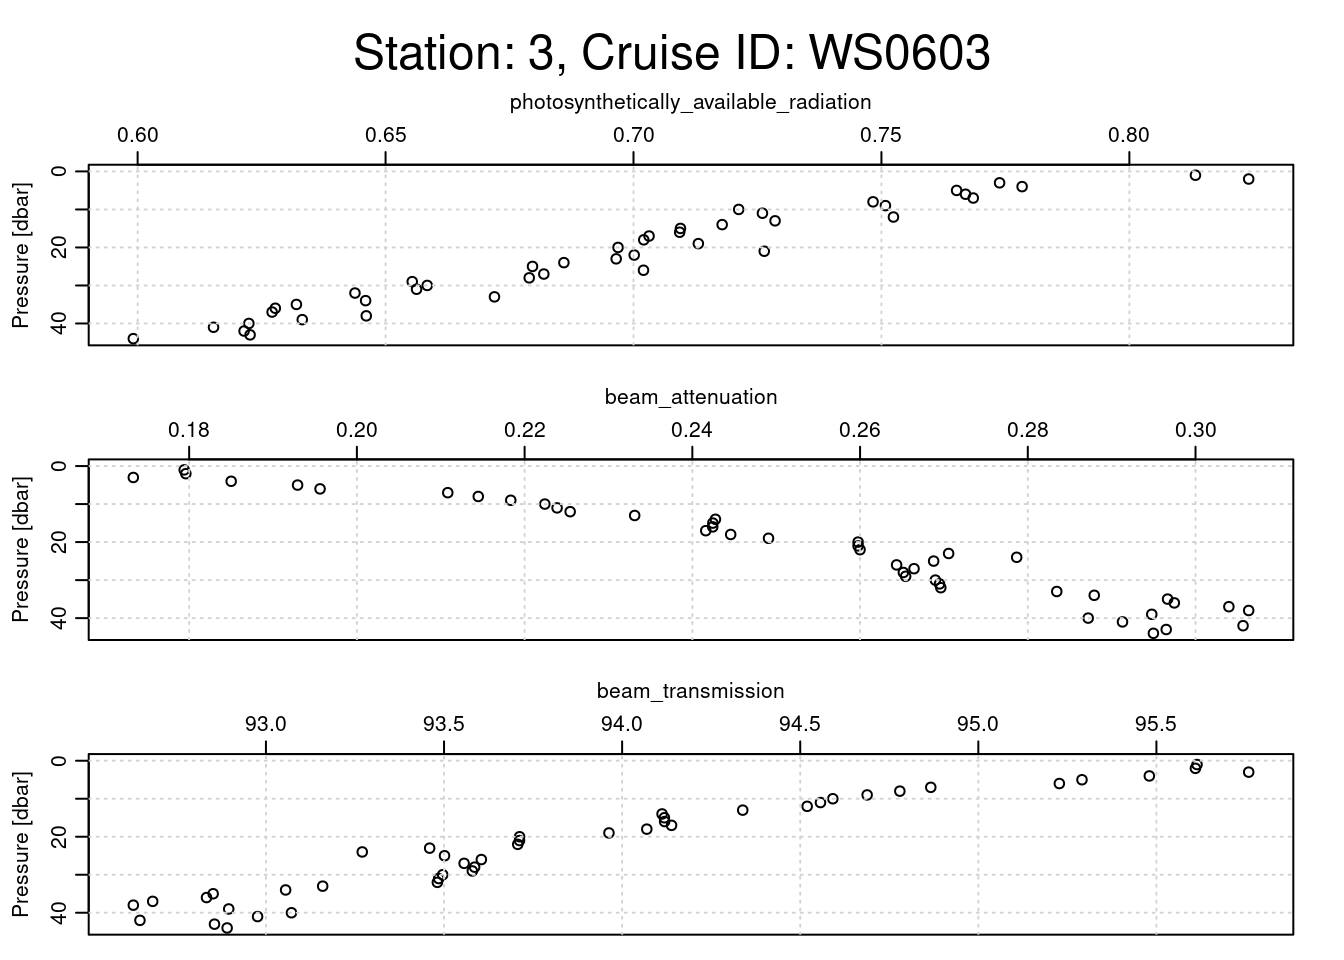 Station: 3, Cruise ID: WS0603
photosynthetically_available_radiation
0.60 0.65 0.70 0.75 0.80
Pressure [dbar]
0
20
40
beam_attenuation
0.18 0.20 0.22 0.24 0.26 0.28 0.30
Pressure [dbar]
0
20
40
beam_transmission
93.0 93.5 94.0 94.5 95.0 95.5
Pressure [dbar]
0
20
40